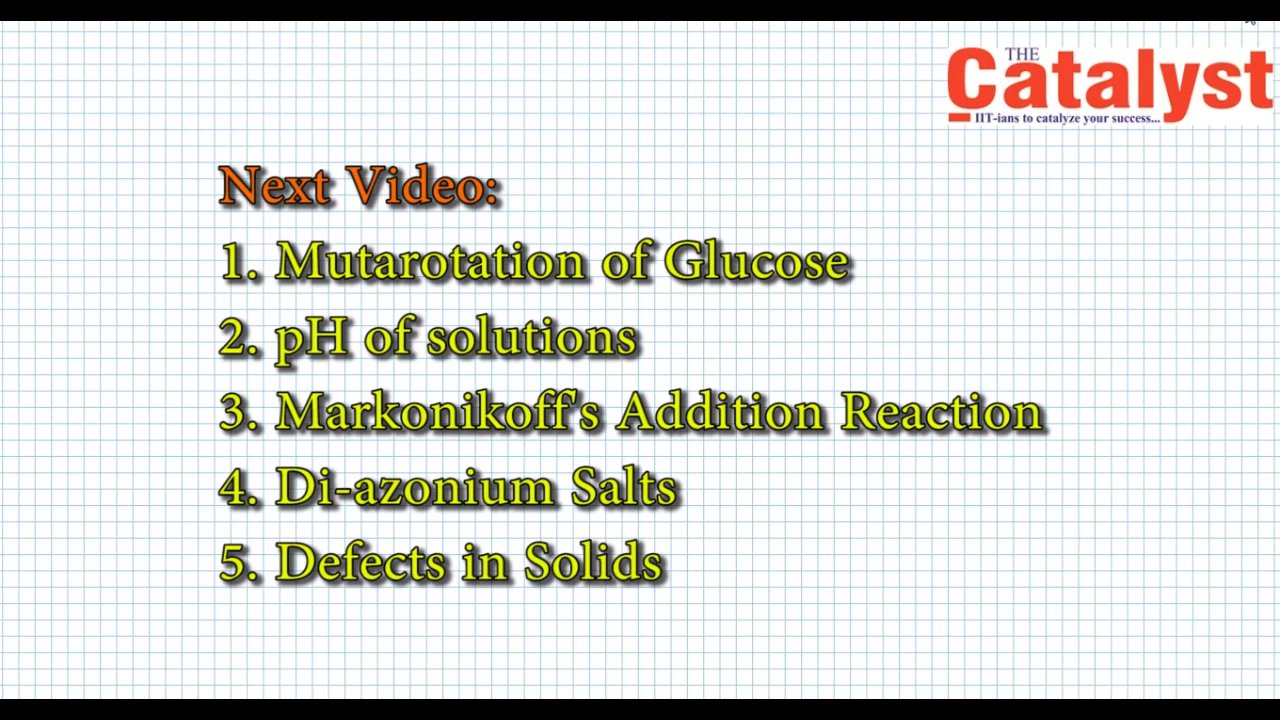 THE
Catalyst
IIT-ians to catalyze your success...
Next Video:
1. Mutarotation of Glucose
2. pH of solutions
3. Markonikoff's Addition Reaction
4. Di-azonium Salts
5. Defects in Solids